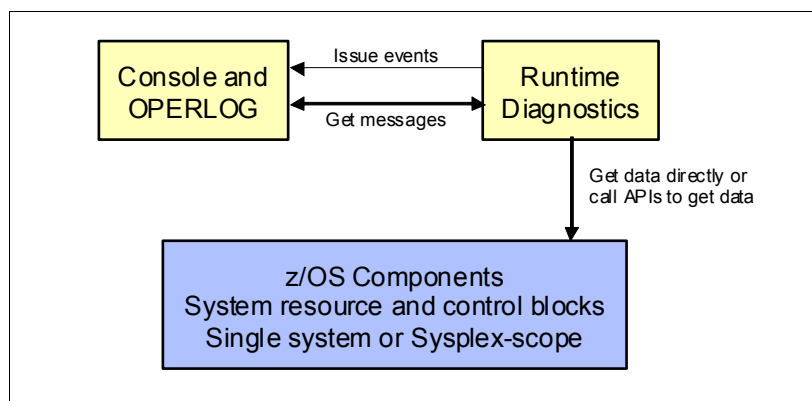 Console and
OPERLOG
Issue events
Get messages
Runtime
Diagnostics
Get data directly or
call APIs to get data
z/OS Components
System resource and control blocks
Single system or Sysplex-scope